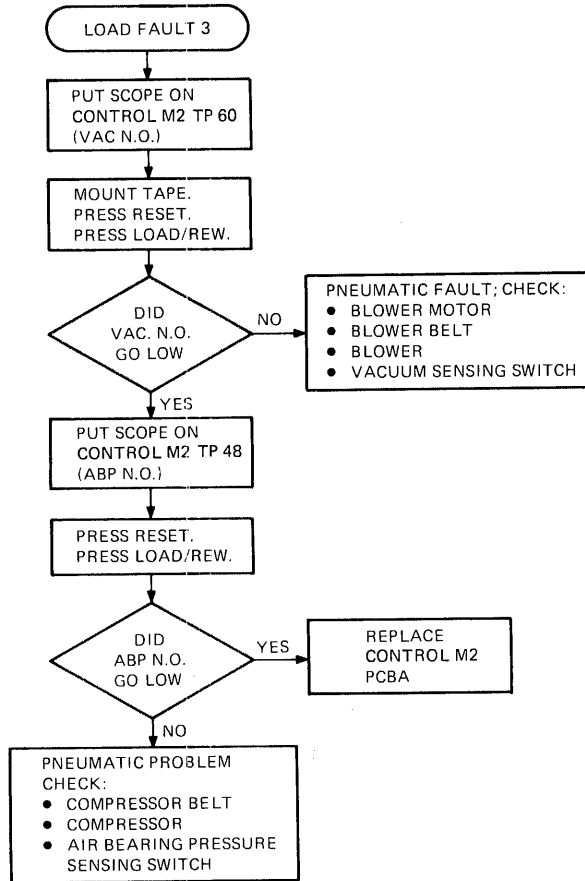 LOAD FAULT 3
PUT SCOPE ON
CONTROL M2 TP 60
(VAC N.O.)
MOUNT TAPE.
PRESS RESET.
PRESS LOAD/REW.
DID
VAC. N.O.
GO LOW
NO
PNEUMATIC FAULT; CHECK:
● BLOWER MOTOR
● BLOWER BELT
● BLOWER
● VACUUM SENSING SWITCH
YES
PUT SCOPE ON
CONTROL M2 TP 48
(ABP N.O.)
PRESS RESET.
PRESS LOAD/REW.
DID
ABP N.O.
GO LOW
YES
REPLACE
CONTROL M2
PCBA
NO
PNEUMATIC PROBLEM
CHECK:
● COMPRESSOR BELT
● COMPRESSOR
● AIR BEARING PRESSURE
SENSING SWITCH